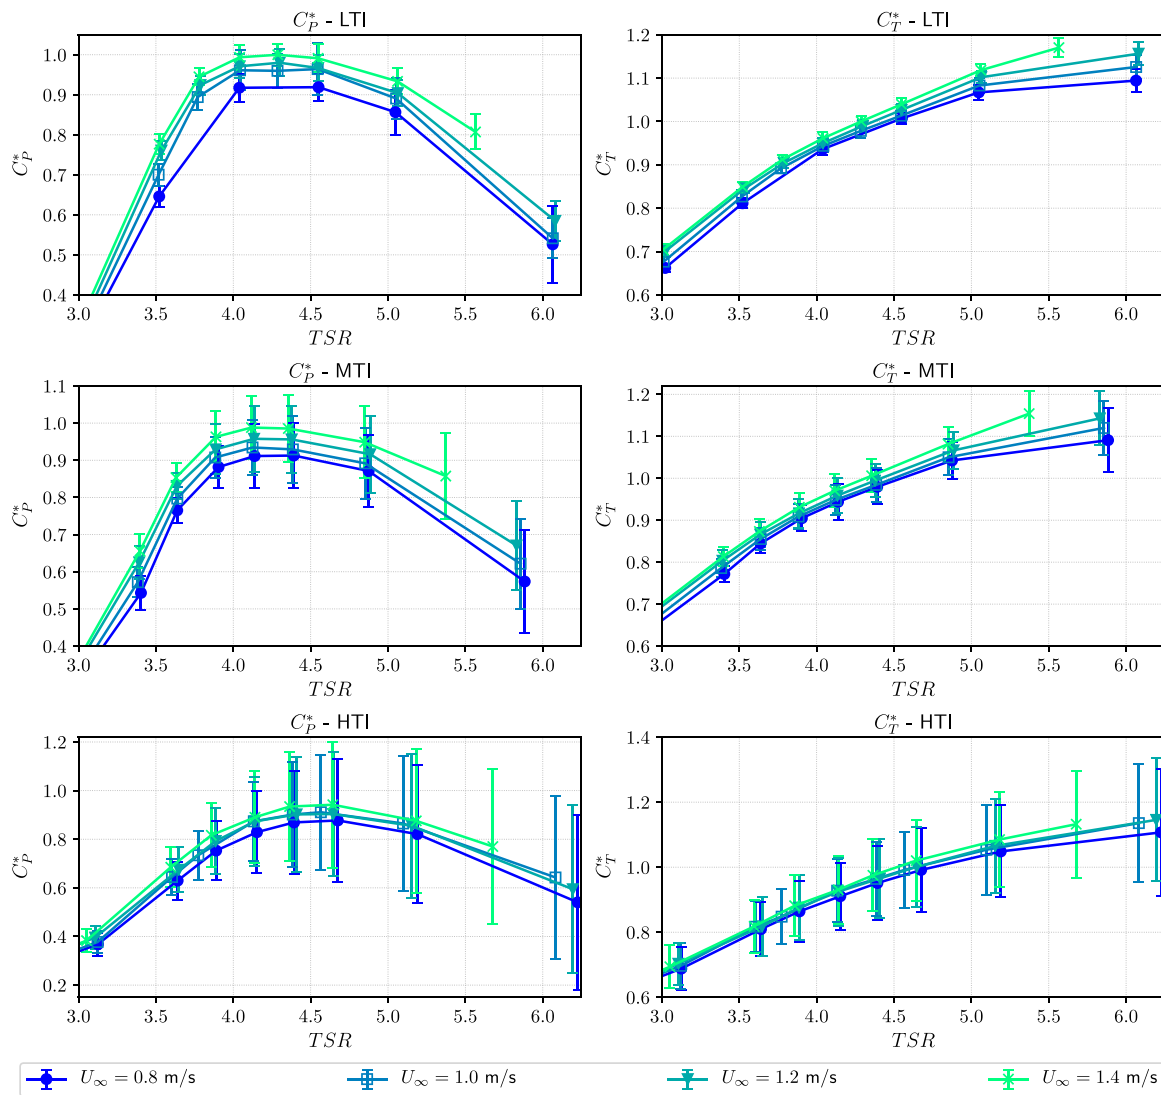 C*P - LTI
C*T - LTI
1.0
0.9
0.8
0.7
0.6
0.5
0.4
C*P
3.0 3.5 4.0 4.5 5.0 5.5 6.0
TSR
1.2
1.1
1.0
0.9
0.8
0.7
0.6
C*T
3.0 3.5 4.0 4.5 5.0 5.5 6.0
TSR
C*P - MTI
C*T - MTI
1.1
1.0
0.9
0.8
0.7
0.6
0.5
0.4
C*P
3.0 3.5 4.0 4.5 5.0 5.5 6.0
TSR
1.2
1.1
1.0
0.9
0.8
0.7
0.6
C*T
3.0 3.5 4.0 4.5 5.0 5.5 6.0
TSR
C*P - HTI
C*T - HTI
1.2
1.0
0.8
0.6
0.4
0.2
C*P
3.0 3.5 4.0 4.5 5.0 5.5 6.0
TSR
1.4
1.2
1.0
0.8
0.6
C*T
3.0 3.5 4.0 4.5 5.0 5.5 6.0
TSR
U∞ = 0.8 m/s U∞ = 1.0 m/s U∞ = 1.2 m/s U∞ = 1.4 m/s